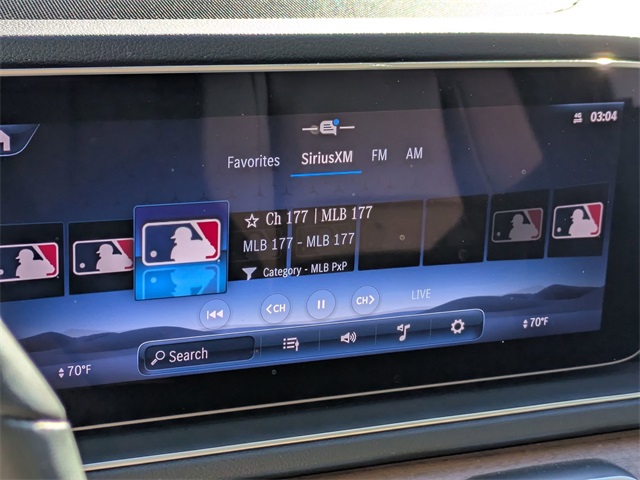 03:04
Favorites SiriusXM FM AM
Ch 177 | MLB 177
MLB 177 - MLB 177
Category - MLB PxP
<CH CH> LIVE
Search
70°F 70°F